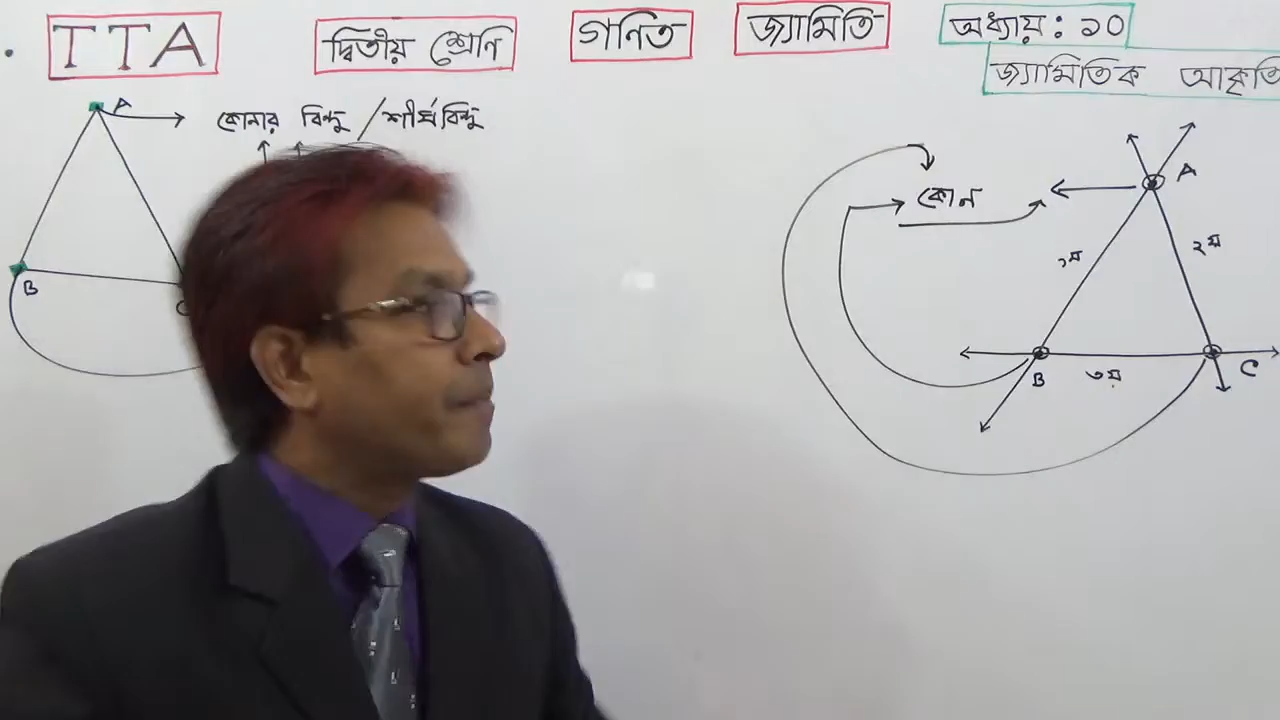 TTA দ্বিতীয় শ্রেণি গনিত জ্যামিতি অধ্যায়: ১০
জ্যামিতিক আকৃতি
A
কোনার বিন্দু / শীর্ষবিন্দু
B
C
কোন
A
১ম
২য়
B
৩য়
C